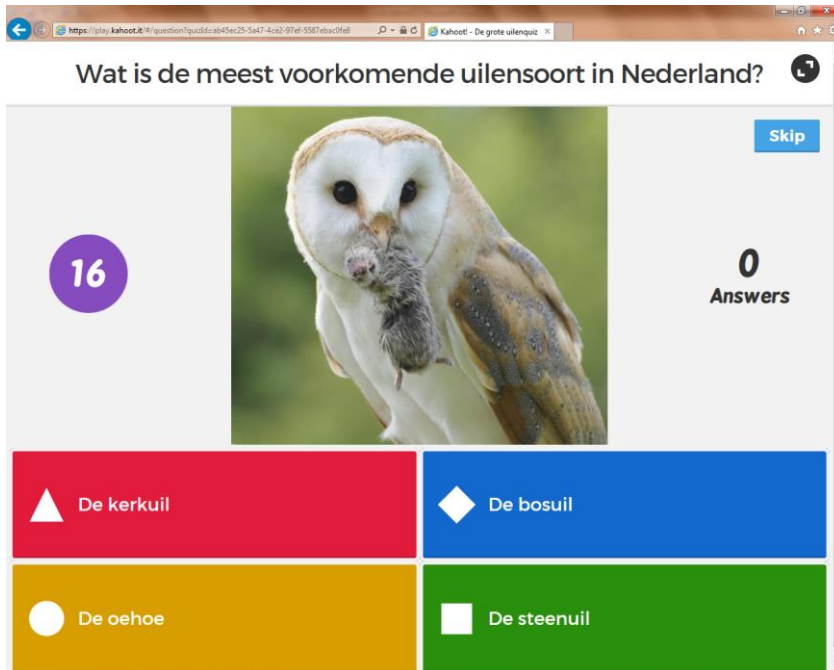 https://play.kahoot.it/#/question?quizId=ab45ec25-5a47-4ce2-97ef-5587ebac0fe8
Kahoot! - De grote uilenquiz
Wat is de meest voorkomende uilensoort in Nederland?
Skip
16
0
Answers
De kerkuil
De bosuil
De oehoe
De steenuil